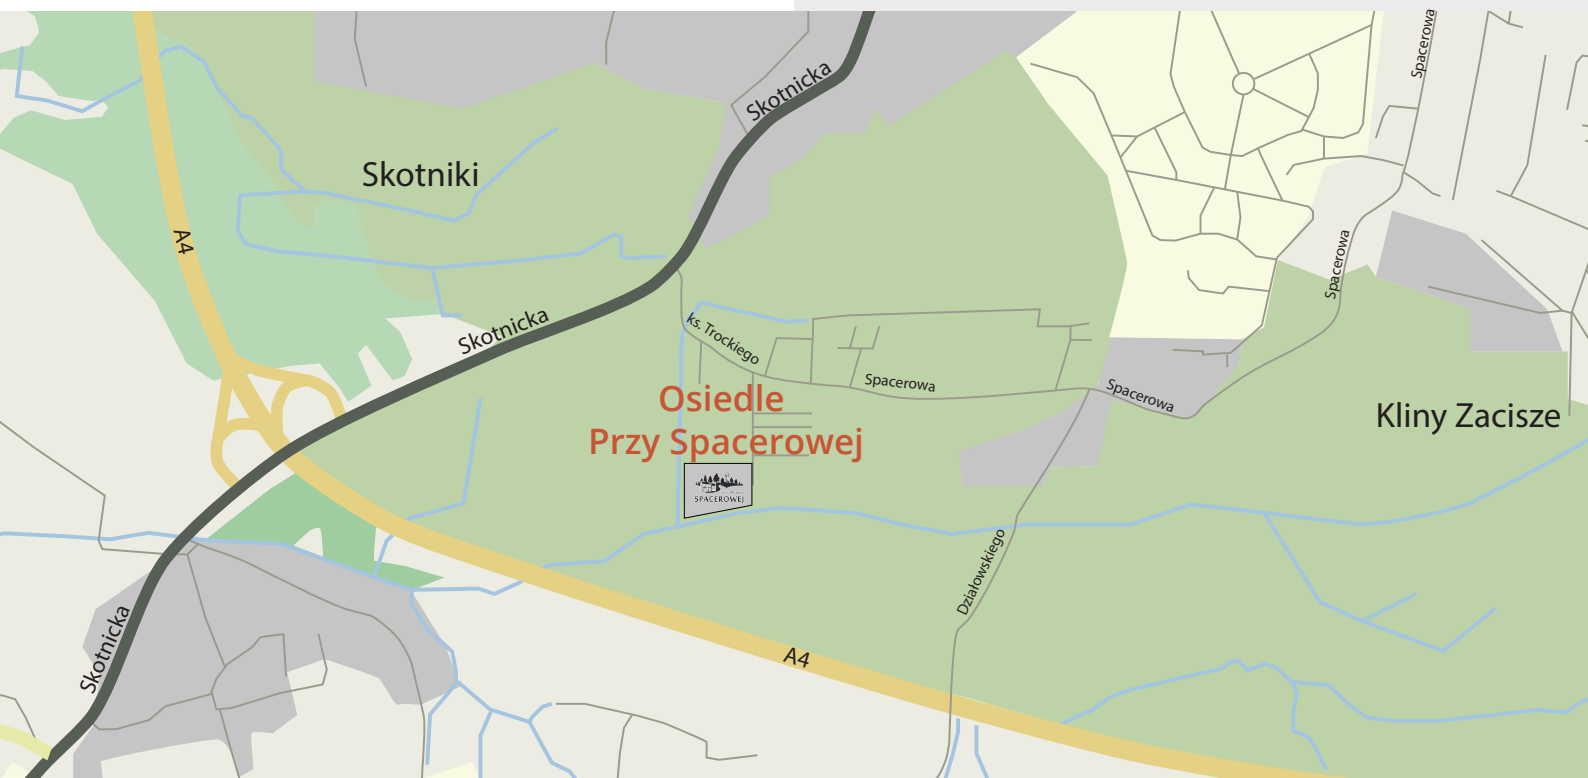 Spacerowa
Skotnicka
Skotniki
A4
Spacerowa
Skotnicka
ks. Trockiego
Spacerowa
Spacerowa
Osiedle
Przy Spacerowej
Kliny Zacisze
SPACEROWEJ
Działowskiego
Skotnicka
A4